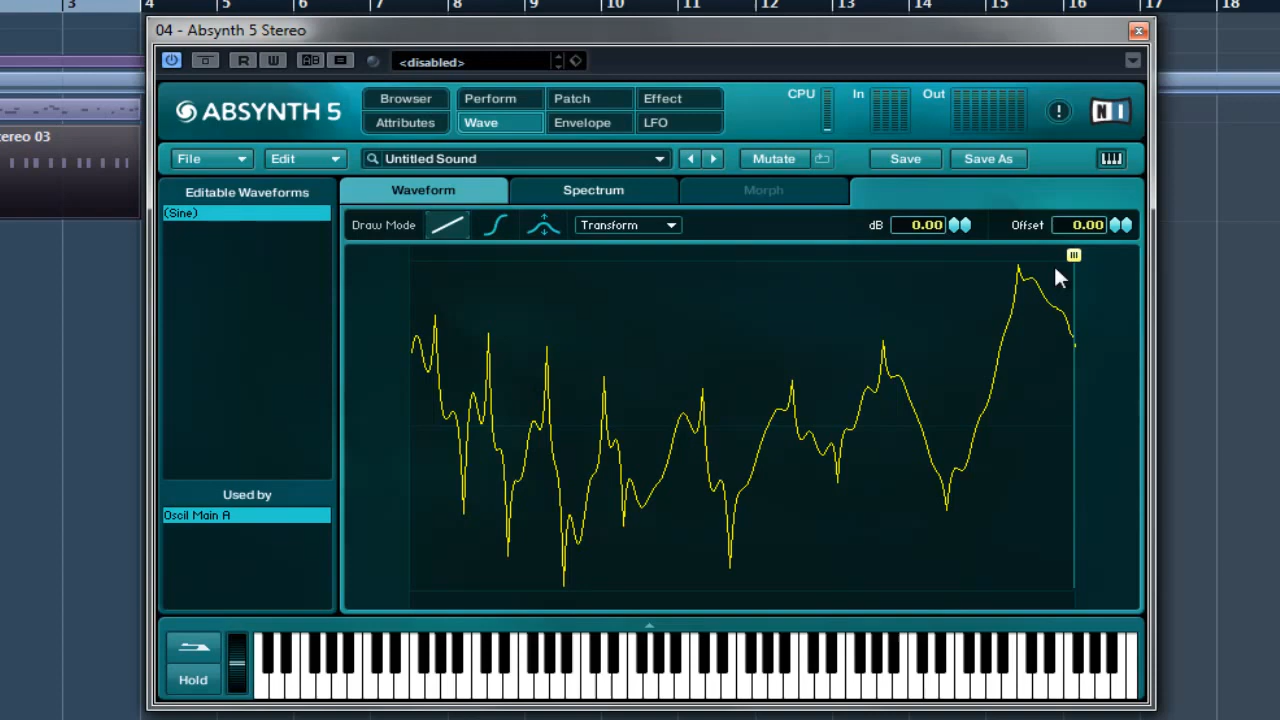 3 4 5 6 7 8 9 10 11 12 13 14 15 16 17 18
04 - Absynth 5 Stereo
R W AB <disabled>
ABSYNTH 5 Browser Perform Patch Effect CPU In Out ! N I
Attributes Wave Envelope LFO
tereo 03
File Edit Untitled Sound Mutate Save Save As
Editable Waveforms Waveform Spectrum Morph
(Sine)
Draw Mode Transform dB 0.00 Offset 0.00
Used by
Oscil Main A
Hold